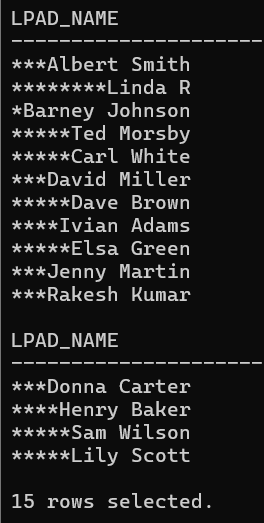 LPAD_NAME
---------------------
***Albert Smith
********Linda R
*Barney Johnson
*****Ted Morsby
*****Carl White
***David Miller
*****Dave Brown
****Ivian Adams
*****Elsa Green
***Jenny Martin
***Rakesh Kumar
LPAD_NAME
---------------------
***Donna Carter
****Henry Baker
*****Sam Wilson
*****Lily Scott
15 rows selected.